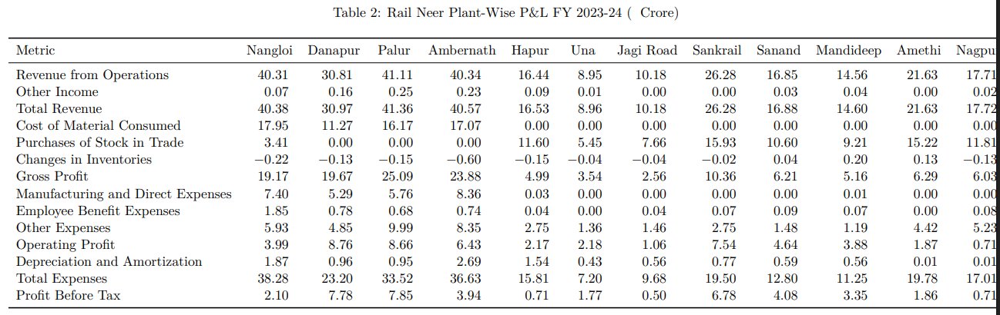 Table 2: Rail Neer Plant-Wise P&L FY 2023-24 ( Crore)
Metric Nangloi Danapur Palur Ambernath Hapur Una Jagi Road Sankrail Sanand Mandideep Amethi Nagpu
Revenue from Operations 40.31 30.81 41.11 40.34 16.44 8.95 10.18 26.28 16.85 14.56 21.63 17.71
Other Income 0.07 0.16 0.25 0.23 0.09 0.01 0.00 0.00 0.03 0.04 0.00 0.02
Total Revenue 40.38 30.97 41.36 40.57 16.53 8.96 10.18 26.28 16.88 14.60 21.63 17.72
Cost of Material Consumed 17.95 11.27 16.17 17.07 0.00 0.00 0.00 0.00 0.00 0.00 0.00 0.00
Purchases of Stock in Trade 3.41 0.00 0.00 0.00 11.60 5.45 7.66 15.93 10.60 9.21 15.22 11.81
Changes in Inventories −0.22 −0.13 −0.15 −0.60 −0.15 −0.04 −0.04 −0.02 0.04 0.20 0.13 −0.13
Gross Profit 19.17 19.67 25.09 23.88 4.99 3.54 2.56 10.36 6.21 5.16 6.29 6.03
Manufacturing and Direct Expenses 7.40 5.29 5.76 8.36 0.03 0.00 0.00 0.00 0.00 0.01 0.00 0.00
Employee Benefit Expenses 1.85 0.78 0.68 0.74 0.04 0.00 0.04 0.07 0.09 0.07 0.00 0.08
Other Expenses 5.93 4.85 9.99 8.35 2.75 1.36 1.46 2.75 1.48 1.19 4.42 5.23
Operating Profit 3.99 8.76 8.66 6.43 2.17 2.18 1.06 7.54 4.64 3.88 1.87 0.71
Depreciation and Amortization 1.87 0.96 0.95 2.69 1.54 0.43 0.56 0.77 0.59 0.56 0.01 0.01
Total Expenses 38.28 23.20 33.52 36.63 15.81 7.20 9.68 19.50 12.80 11.25 19.78 17.01
Profit Before Tax 2.10 7.78 7.85 3.94 0.71 1.77 0.50 6.78 4.08 3.35 1.86 0.71